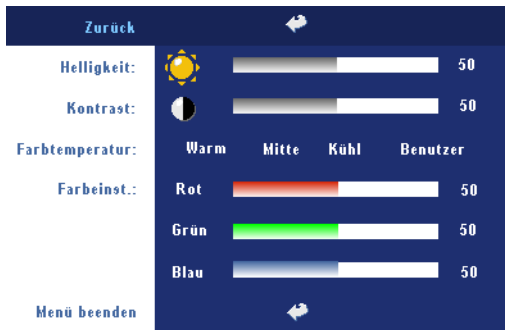 Zurück
Helligkeit: 50
Kontrast: 50
Farbtemperatur: Warm Mitte Kühl Benutzer
Farbeinst.: Rot 50
Grün 50
Blau 50
Menü beenden